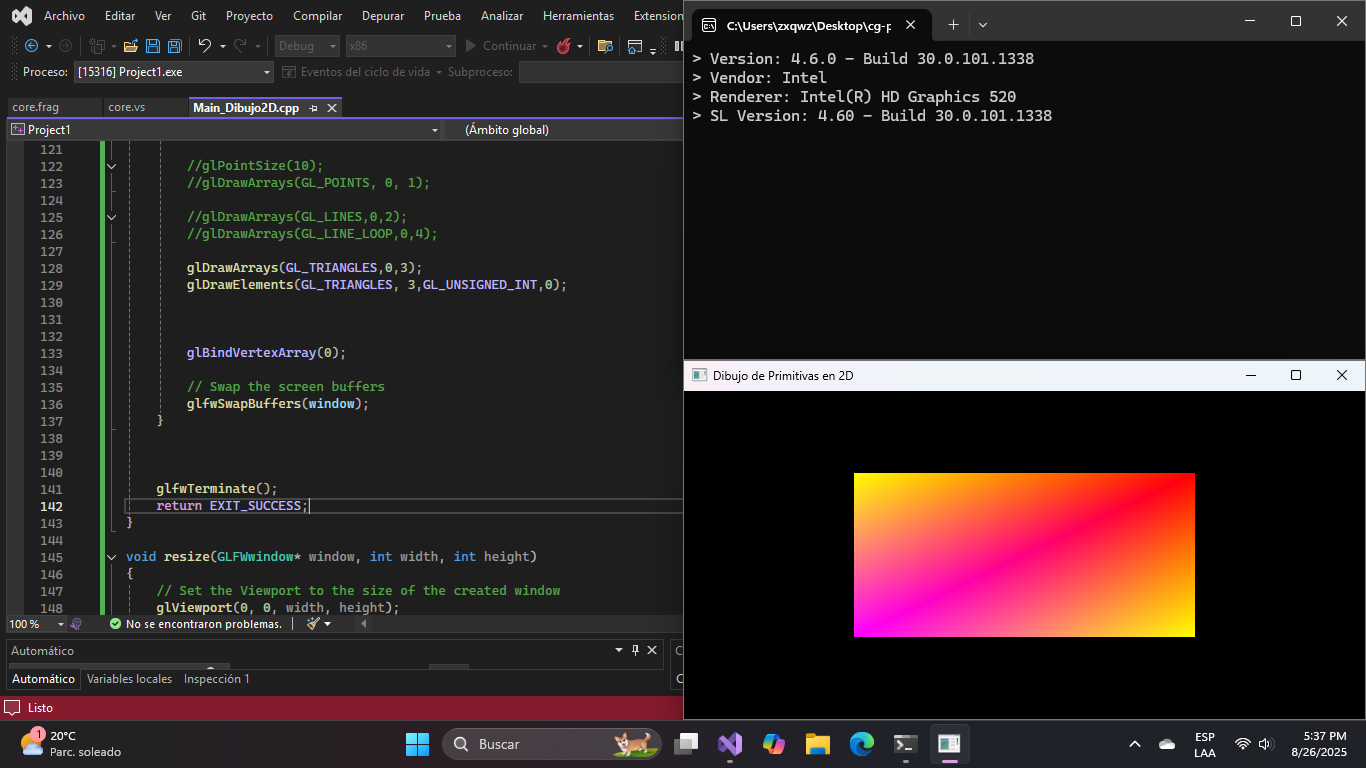 Archivo Editar Ver Git Proyecto Compilar Depurar Prueba Analizar Herramientas Extension
Debug x86 Continuar
Proceso: [15316] Project1.exe Eventos del ciclo de vida Subproceso:
core.frag core.vs Main_Dibujo2D.cpp
Project1 (Ámbito global)
121
122 //glPointSize(10);
123 //glDrawArrays(GL_POINTS, 0, 1);
124
125 //glDrawArrays(GL_LINES,0,2);
126 //glDrawArrays(GL_LINE_LOOP,0,4);
127
128 glDrawArrays(GL_TRIANGLES,0,3);
129 glDrawElements(GL_TRIANGLES, 3,GL_UNSIGNED_INT,0);
130
131
132
133 glBindVertexArray(0);
134
135 // Swap the screen buffers
136 glfwSwapBuffers(window);
137 }
138
139
140
141 glfwTerminate();
142 return EXIT_SUCCESS;
143 }
144
145 void resize(GLFWwindow* window, int width, int height)
146 {
147 // Set the Viewport to the size of the created window
148 glViewport(0, 0, width, height);
100 % No se encontraron problemas.
Automático
Automático Variables locales Inspección 1
Listo
C:\Users\zxqwz\Desktop\cg-p
> Version: 4.6.0 - Build 30.0.101.1338
> Vendor: Intel
> Renderer: Intel(R) HD Graphics 520
> SL Version: 4.60 - Build 30.0.101.1338
Dibujo de Primitivas en 2D
1
20°C
Parc. soleado
Buscar
ESP
LAA
5:37 PM
8/26/2025